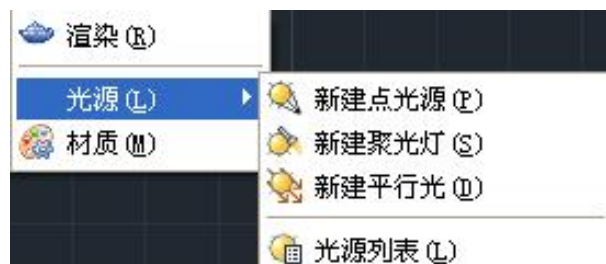 渲染(R)
光源(L)
材质(M)
新建点光源(P)
新建聚光灯(S)
新建平行光(D)
光源列表(L)